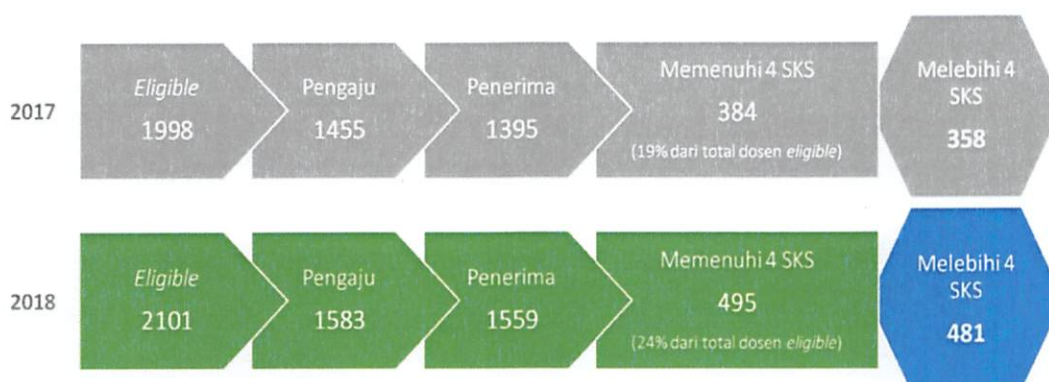 2017
Eligible
1998
Pengaju
1455
Penerima
1395
Memenuhi 4 SKS
384
(19% dari total dosen eligible)
Melebihi 4
SKS
358
2018
Eligible
2101
Pengaju
1583
Penerima
1559
Memenuhi 4 SKS
495
(24% dari total dosen eligible)
Melebihi 4
SKS
481